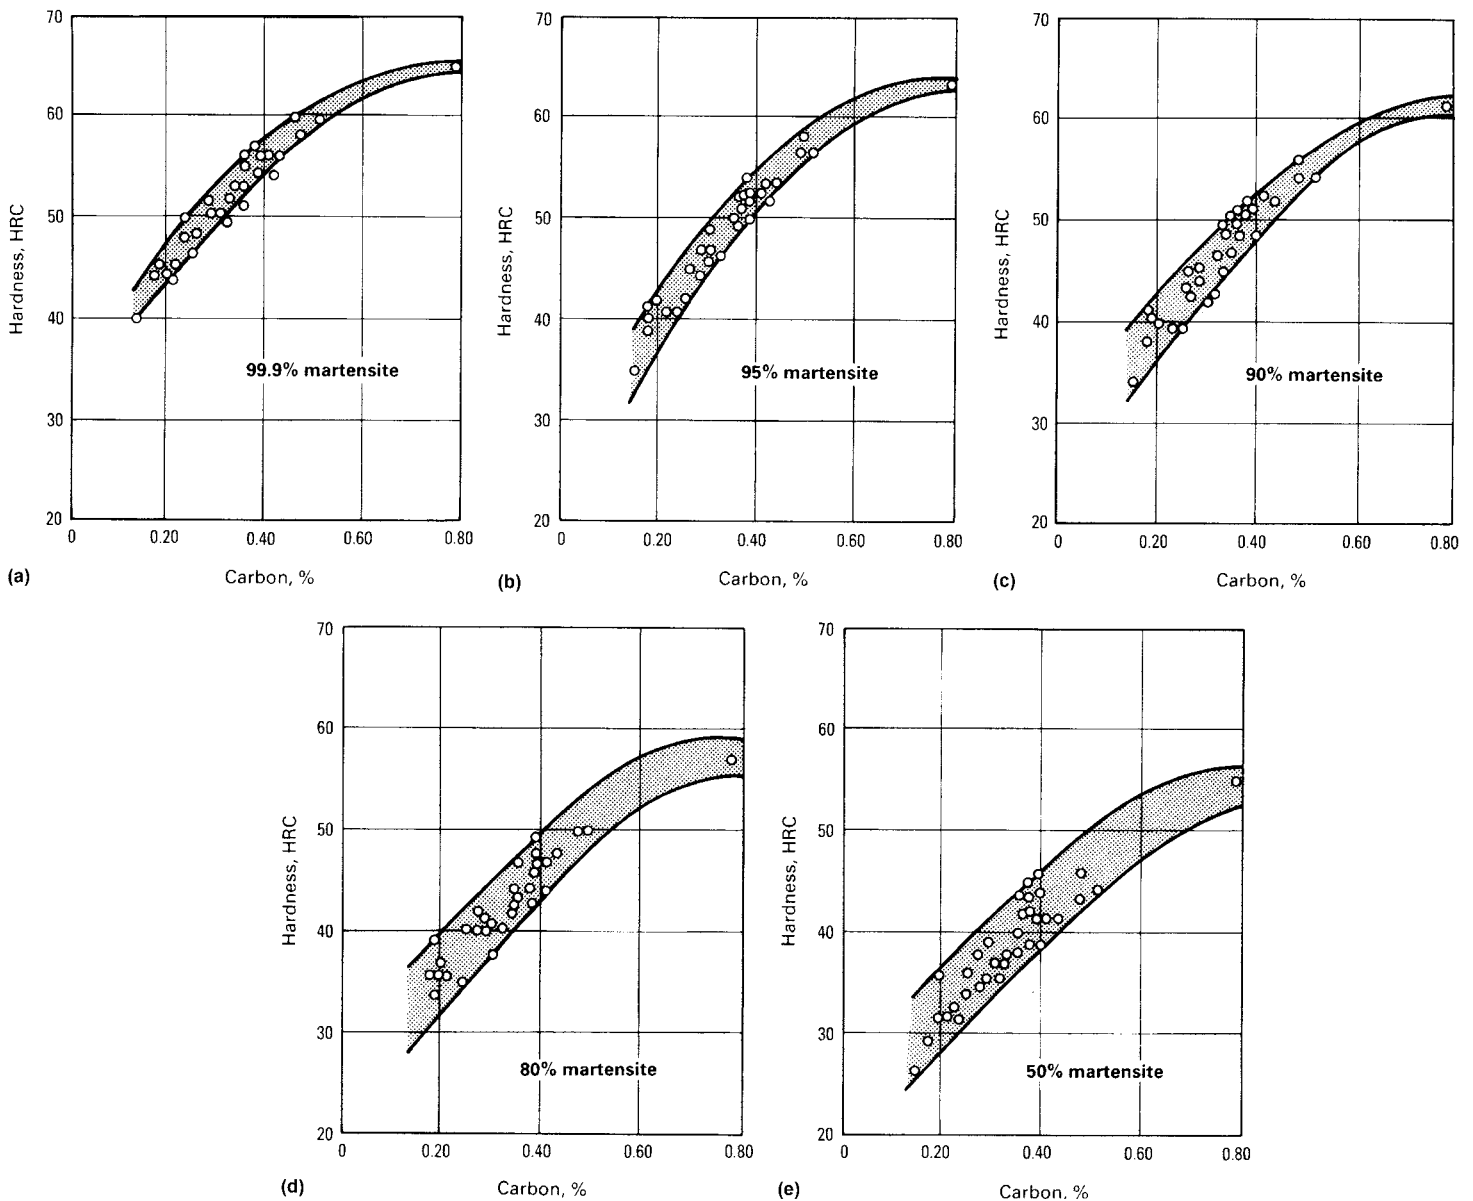 70
60
50
40
30
20
Hardness, HRC
99.9% martensite
0 0.20 0.40 0.60 0.80
(a) Carbon, %
70
60
50
40
30
20
Hardness, HRC
95% martensite
0 0.20 0.40 0.60 0.80
(b) Carbon, %
70
60
50
40
30
20
Hardness, HRC
90% martensite
0 0.20 0.40 0.60 0.80
(c) Carbon, %
70
60
50
40
30
20
Hardness, HRC
80% martensite
0 0.20 0.40 0.60 0.80
(d) Carbon, %
70
60
50
40
30
20
Hardness, HRC
50% martensite
0 0.20 0.40 0.60 0.80
(e) Carbon, %